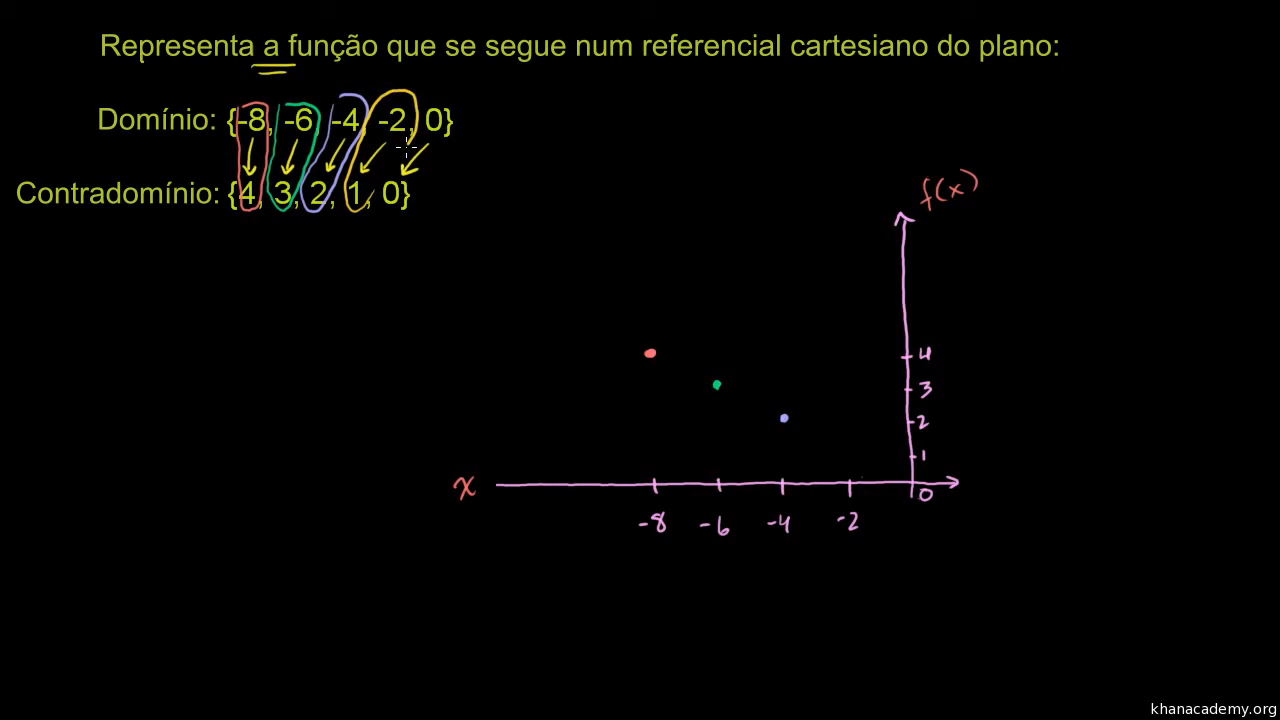 Representa a função que se segue num referencial cartesiano do plano:
Domínio: {-8, -6, -4, -2, 0}
Contradomínio: {4, 3, 2, 1, 0}
f(x)
4
3
2
1
x
0
-8 -6 -4 -2
khanacademy.org